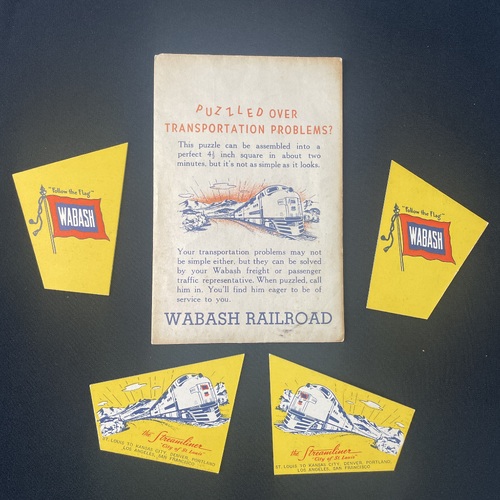 PUZZLED OVER
TRANSPORTATION PROBLEMS?
This puzzle can be assembled into a
perfect 4½ inch square in about two
minutes, but it's not as simple as it looks.
Your transportation problems may not
be simple either, but they can be solved
by your Wabash freight or passenger
traffic representative. When puzzled, call
him in. You'll find him eager to be of
service to you.
WABASH RAILROAD
"Follow the Flag"
WABASH
"Follow the Flag"
WABASH
the Streamliner
"City of St. Louis"
ST. LOUIS TO KANSAS CITY, DENVER, PORTLAND
LOS ANGELES, SAN FRANCISCO
the Streamliner
"City of St. Louis"
ST. LOUIS TO KANSAS CITY, DENVER, PORTLAND
LOS ANGELES, SAN FRANCISCO